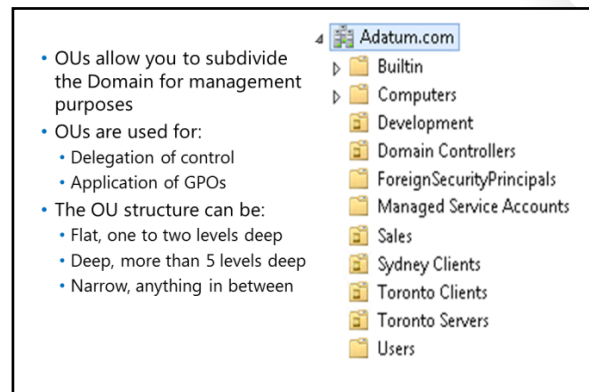 • OUs allow you to subdivide
the Domain for management
purposes
• OUs are used for:
• Delegation of control
• Application of GPOs
• The OU structure can be:
• Flat, one to two levels deep
• Deep, more than 5 levels deep
• Narrow, anything in between
Adatum.com
Builtin
Computers
Development
Domain Controllers
ForeignSecurityPrincipals
Managed Service Accounts
Sales
Sydney Clients
Toronto Clients
Toronto Servers
Users